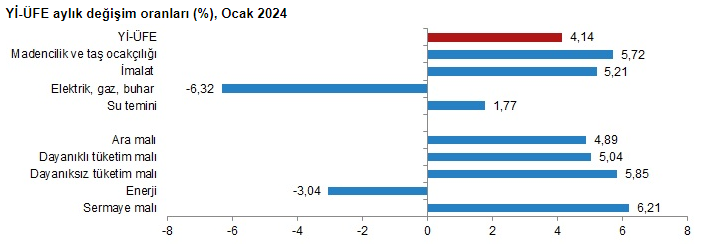 Yİ-ÜFE aylık değişim oranları (%), Ocak 2024
Yİ-ÜFE 4,14
Madencilik ve taş ocakçılığı 5,72
İmalat 5,21
Elektrik, gaz, buhar -6,32
Su temini 1,77
Ara malı 4,89
Dayanıklı tüketim malı 5,04
Dayanıksız tüketim malı 5,85
Enerji -3,04
Sermaye malı 6,21
-8 -6 -4 -2 0 2 4 6 8